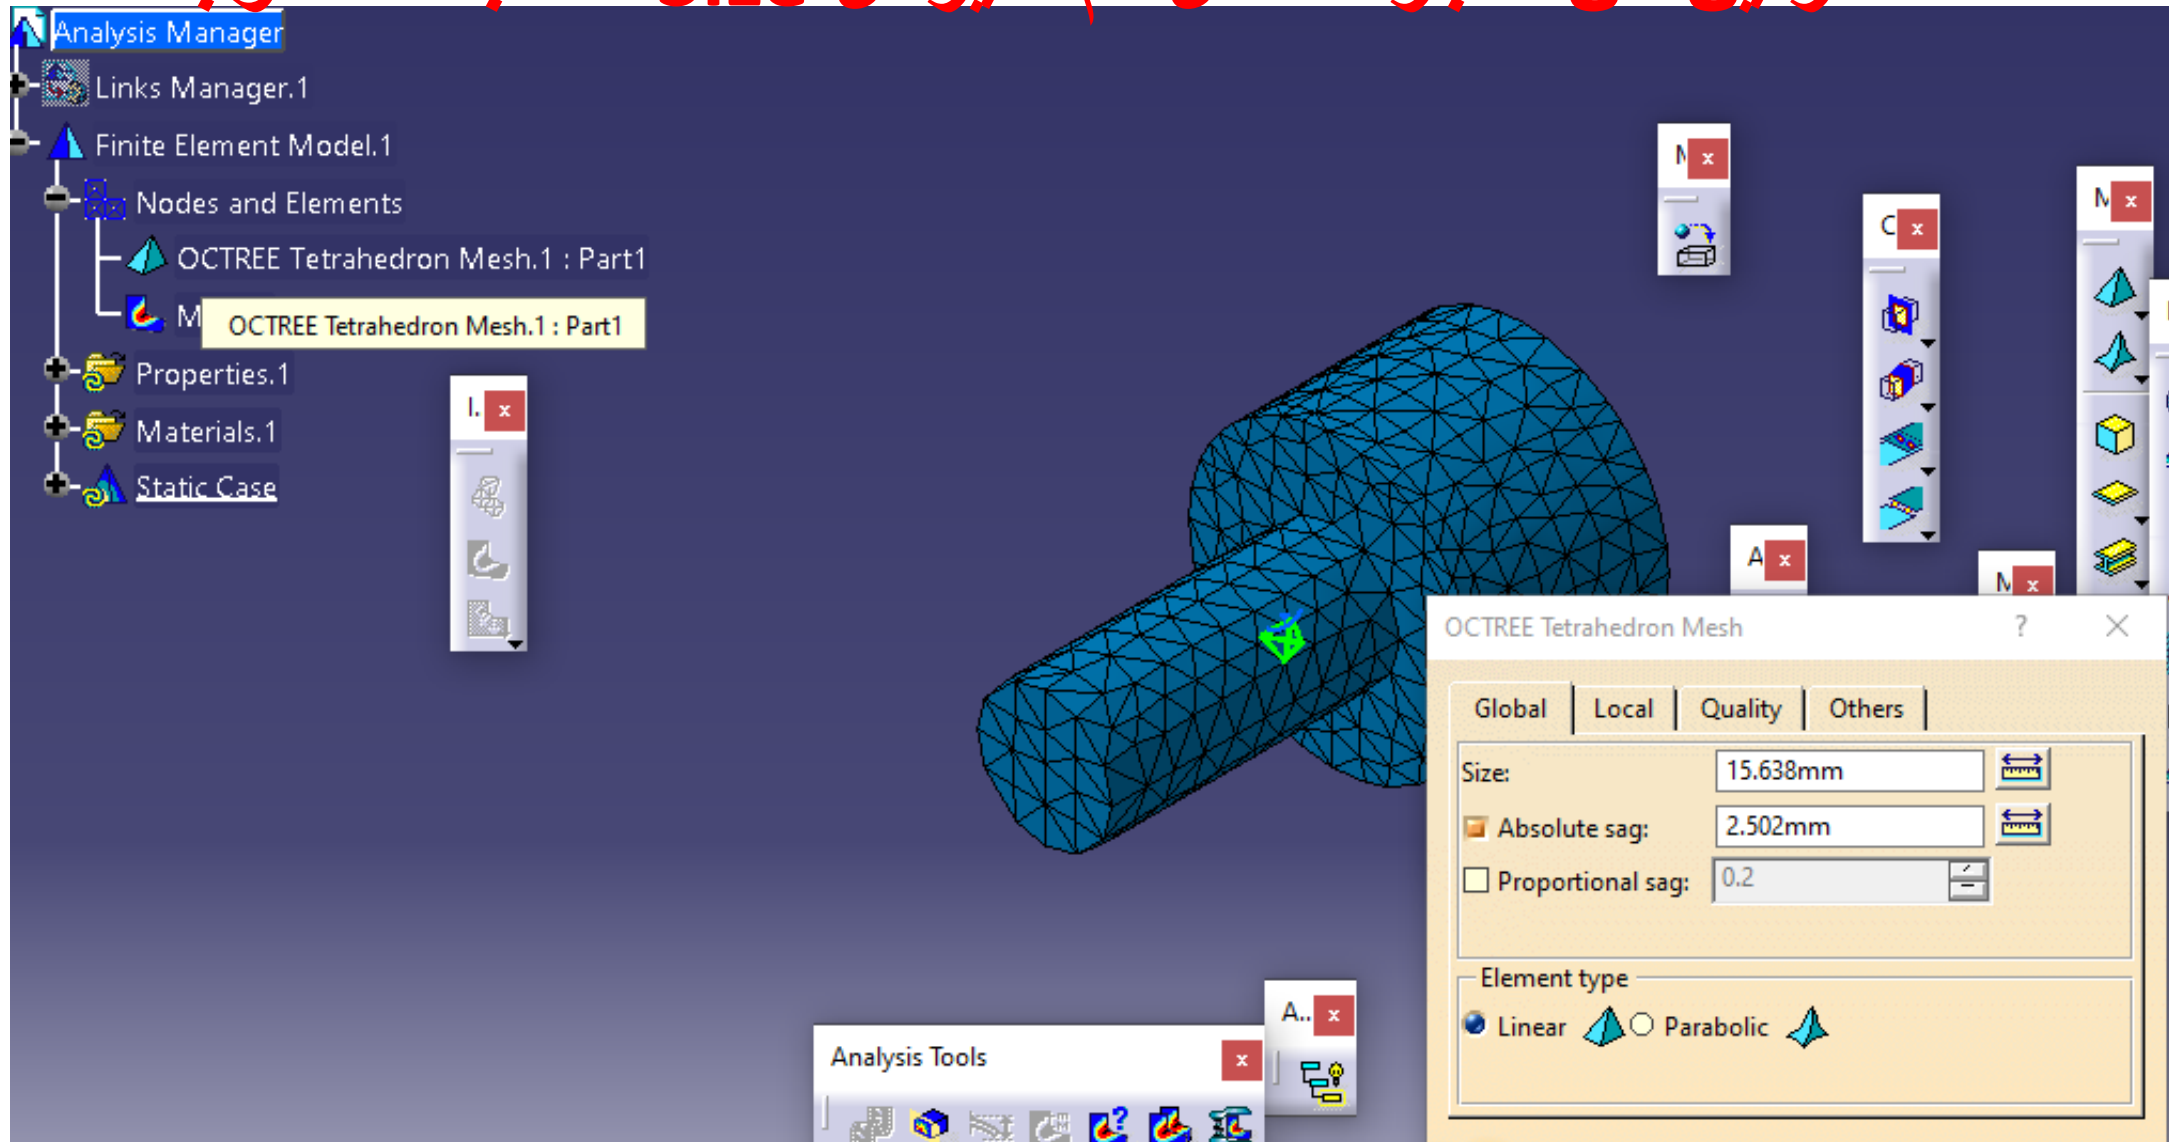 size
Analysis Manager
Links Manager.1
Finite Element Model.1
Nodes and Elements
OCTREE Tetrahedron Mesh.1 : Part1
M
OCTREE Tetrahedron Mesh.1 : Part1
Properties.1
Materials.1
Static Case
I.
M
C
M
A
M
OCTREE Tetrahedron Mesh
Global Local Quality Others
Size: 15.638mm
Absolute sag: 2.502mm
Proportional sag: 0.2
Element type
Linear Parabolic
A..
Analysis Tools